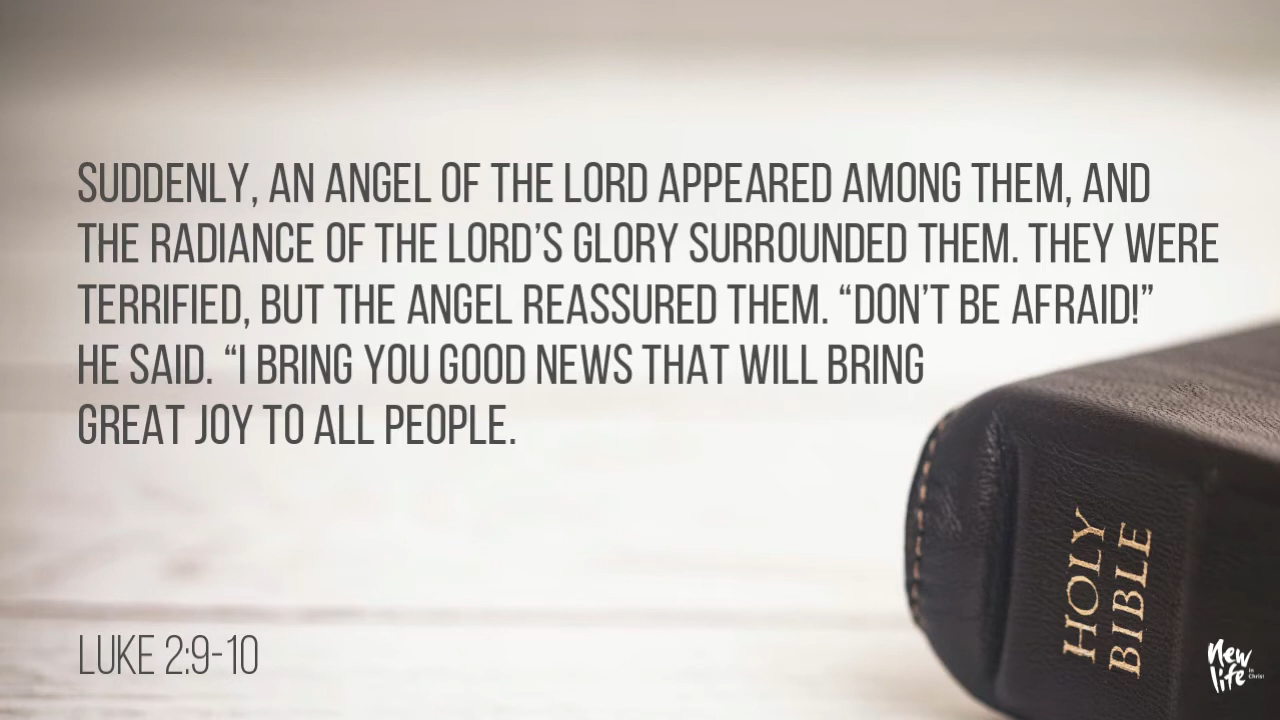 SUDDENLY, AN ANGEL OF THE LORD APPEARED AMONG THEM, AND
THE RADIANCE OF THE LORD’S GLORY SURROUNDED THEM. THEY WERE
TERRIFIED, BUT THE ANGEL REASSURED THEM. “DON’T BE AFRAID!”
HE SAID. “I BRING YOU GOOD NEWS THAT WILL BRING
GREAT JOY TO ALL PEOPLE.
LUKE 2:9-10
HOLY
BIBLE
New
life in Christ